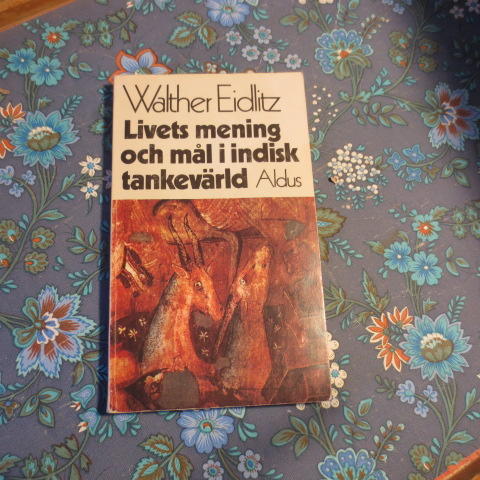 Walther Eidlitz
Livets mening
och mål i indisk
tankevärld Aldus